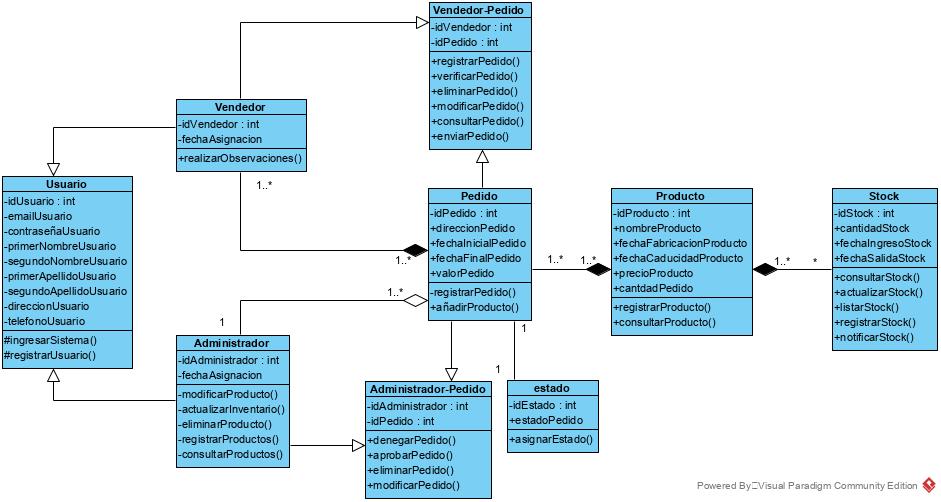 Vendedor-Pedido
-idVendedor : int
-idPedido : int
+registrarPedido()
+verificarPedido()
+eliminarPedido()
+modificarPedido()
+consultarPedido()
+enviarPedido()
Vendedor
-idVendedor : int
-fechaAsignacion
+realizarObservaciones()
1..*
1..*
Usuario
-idUsuario : int
-emailUsuario
-contraseñaUsuario
-primerNombreUsuario
-segundoNombreUsuario
-primerApellidoUsuario
-segundoApellidoUsuario
-direccionUsuario
-telefonoUsuario
#ingresarSistema()
#registrarUsuario()
Pedido
-idPedido : int
+direccionPedido
+fechaInicialPedido
+fechaFinalPedido
+valorPedido
-registrarPedido()
+añadirProducto()
1..*
1..*
Producto
-idProducto : int
+nombreProducto
+fechaFabricacionProducto
+fechaCaducidadProducto
+precioProducto
+cantdadPedido
+registrarProducto()
+consultarProducto()
1..*
*
Stock
-idStock : int
+cantidadStock
+fechaIngresoStock
+fechaSalidaStock
+consultarStock()
+actualizarStock()
+listarStock()
+registrarStock()
+notificarStock()
1..*
1
Administrador
-idAdministrador : int
-fechaAsignacion
-modificarProducto()
-actualizarInventario()
-eliminarProducto()
-registrarProductos()
-consultarProductos()
Administrador-Pedido
-idAdministrador : int
-idPedido : int
+denegarPedido()
+aprobarPedido()
+eliminarPedido()
+modificarPedido()
1
1
estado
-idEstado : int
+estadoPedido
+asignarEstado()
Powered By Visual Paradigm Community Edition